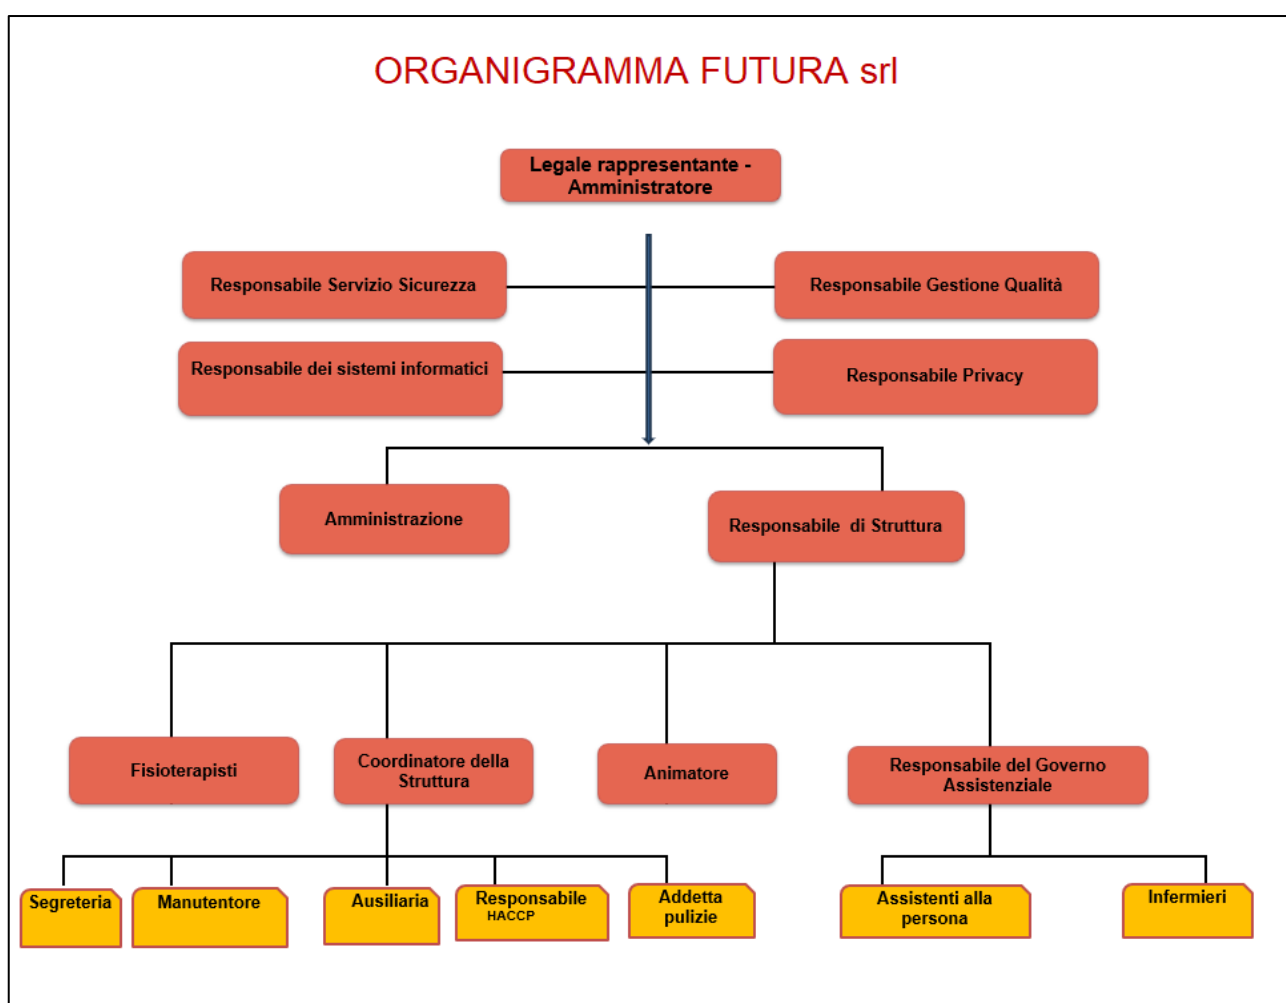 ORGANIGRAMMA FUTURA srl
Legale rappresentante -
Amministratore
Responsabile Servizio Sicurezza
Responsabile Gestione Qualità
Responsabile dei sistemi informatici
Responsabile Privacy
Amministrazione
Responsabile di Struttura
Fisioterapisti
Coordinatore della
Struttura
Animatore
Responsabile del Governo
Assistenziale
Segreteria
Manutentore
Ausiliaria
Responsabile
HACCP
Addetta
pulizie
Assistenti alla
persona
Infermieri